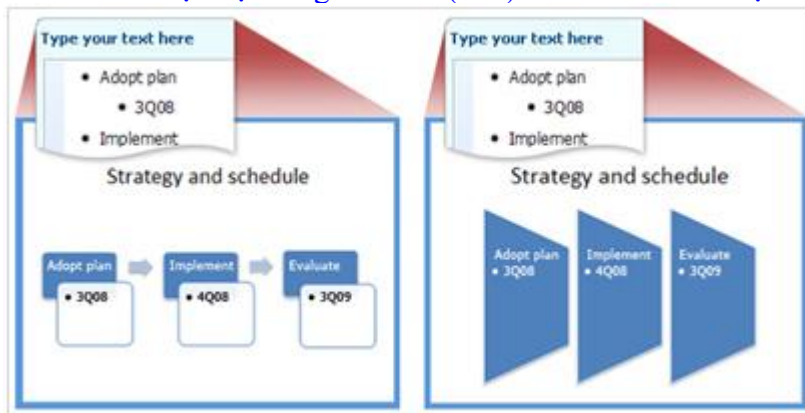 Type your text here
• Adopt plan
• 3Q08
• Implement
Strategy and schedule
Adopt plan
• 3Q08
Implement
• 4Q08
Evaluate
• 3Q09
Type your text here
• Adopt plan
• 3Q08
• Implement
Strategy and schedule
Adopt plan
• 3Q08
Implement
• 4Q08
Evaluate
• 3Q09